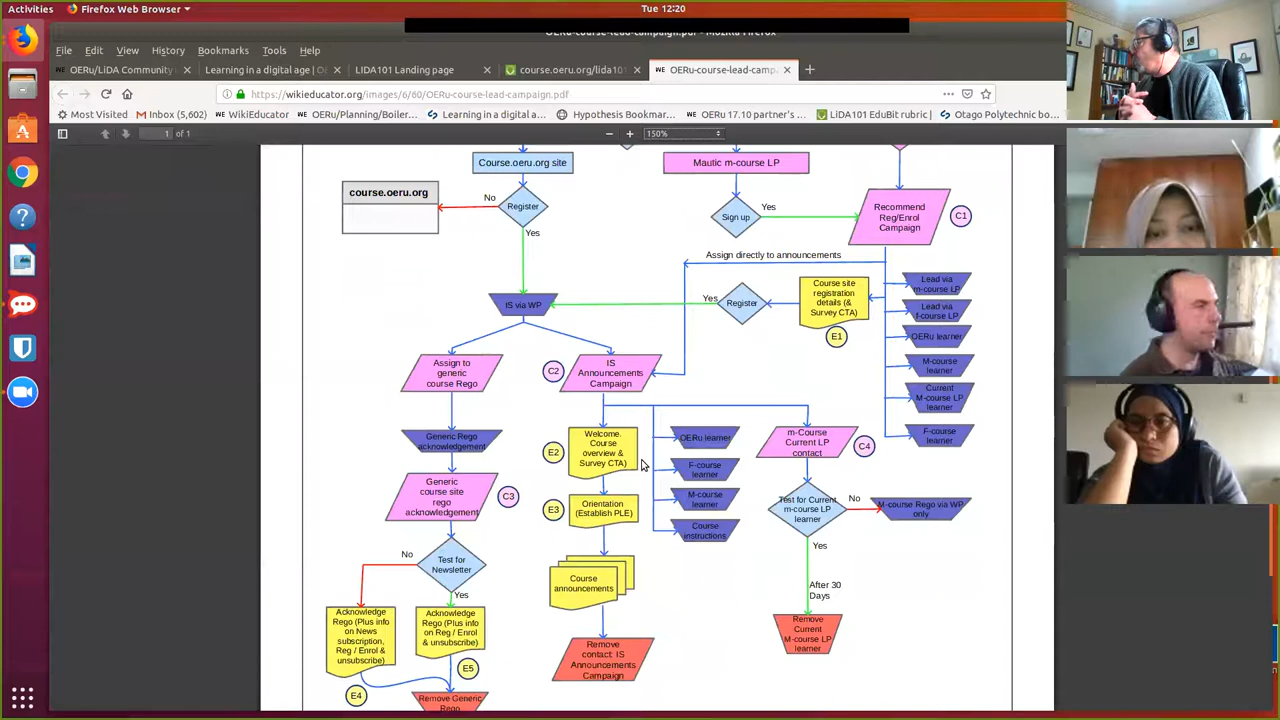 Activities
Firefox Web Browser
Tue 12:20
OERu-course-lead-campaign.pdf - Mozilla Firefox
File Edit View History Bookmarks Tools Help
OERu/LiDA Community
Learning in a digital age | O
LIDA101 Landing page
course.oeru.org/lida101
OERu-course-lead-camp
https://wikieducator.org/images/6/60/OERu-course-lead-campaign.pdf
Most Visited
Inbox (5,602)
WikiEducator
OERu/Planning/Boiler...
Learning in a digital a...
Hypothesis Bookmar...
OERu 17.10 partner's ...
LiDA101 EduBit rubric |
Otago Polytechnic bo...
1 of 1
150%
Course.oeru.org site
Mautic m-course LP
course.oeru.org
No
Register
Yes
Sign up
Yes
Recommend
Reg/Enrol
Campaign
C1
Assign directly to announcements
IS via WP
Yes
Register
Course site
registration
details (&
Survey CTA)
E1
Lead via
m-course LP
Lead via
f-course LP
OERu learner
M-course
learner
Current
M-course LP
learner
F-course
learner
Assign to
generic
course Rego
C2
IS
Announcements
Campaign
Generic Rego
acknowledgement
E2
Welcome.
Course
overview &
Survey CTA)
OERu learner
F-course
learner
M-course
learner
Course
instructions
m-Course
Current LP
contact
C4
Generic
course site
rego
acknowledgement
C3
E3
Orientation
(Establish PLE)
Test for Current
m-course LP
learner
No
M-course Rego via WP
only
Yes
No
Test for
Newsletter
Yes
Course
announcements
After 30
Days
Acknowledge
Rego (Plus info
on News
subscription,
Reg / Enrol &
unsubscribe)
Acknowledge
Rego (Plus info
on Reg / Enrol
& unsubscribe)
E4
E5
Remove
contact: IS
Announcements
Campaign
Remove
Current
M-course LP
learner
Remove Generic
Rego